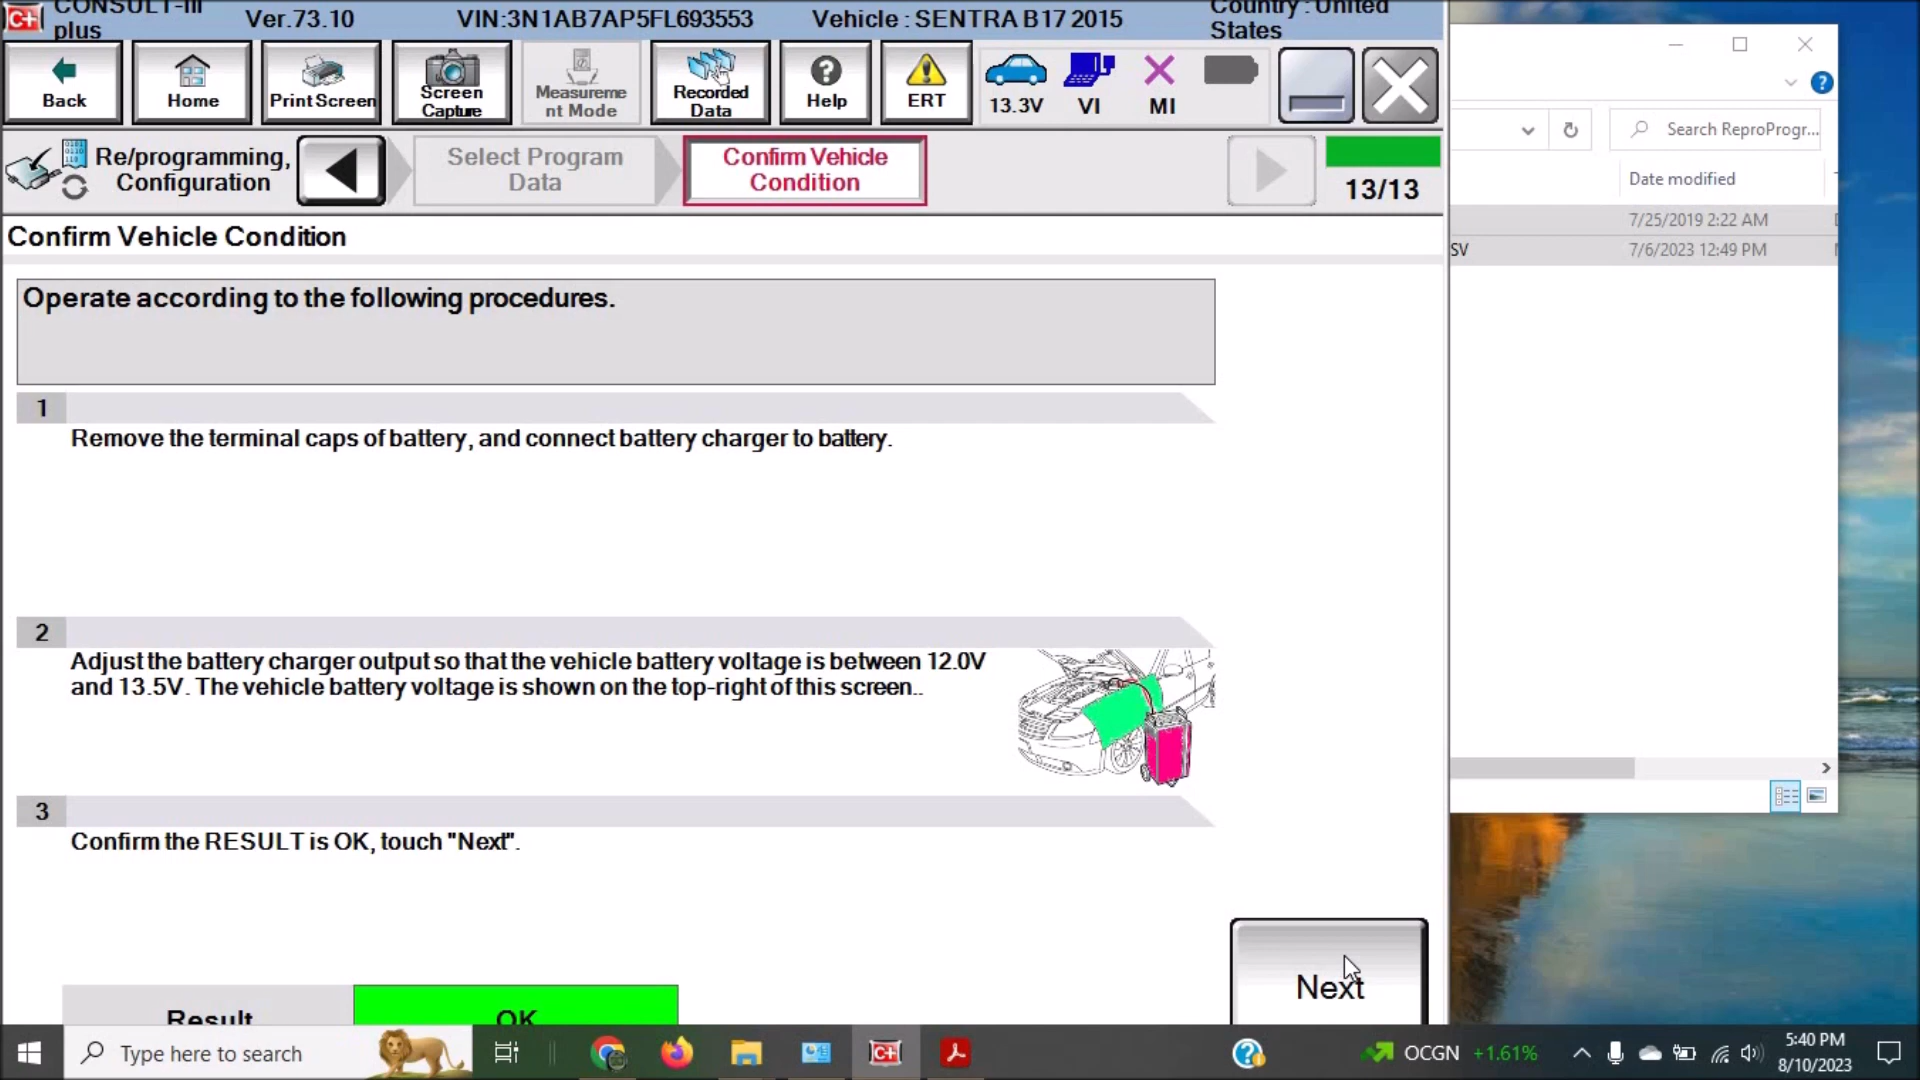 CONSULT-III
plus
Ver.73.10
VIN:3N1AB7AP5FL693553
Vehicle : SENTRA B17 2015
Country : United
States
Back
Home
Print Screen
Screen
Capture
Measureme
nt Mode
Recorded
Data
Help
ERT
13.3V
VI
MI
Re/programming,
Configuration
Select Program
Data
Confirm Vehicle
Condition
13/13
Confirm Vehicle Condition
Operate according to the following procedures.
1
Remove the terminal caps of battery, and connect battery charger to battery.
2
Adjust the battery charger output so that the vehicle battery voltage is between 12.0V
and 13.5V. The vehicle battery voltage is shown on the top-right of this screen..
3
Confirm the RESULT is OK, touch "Next".
Next
Result
OK
Search ReproProgr...
Date modified
7/25/2019 2:22 AM
SV
7/6/2023 12:49 PM
Type here to search
OCGN +1.61%
5:40 PM
8/10/2023